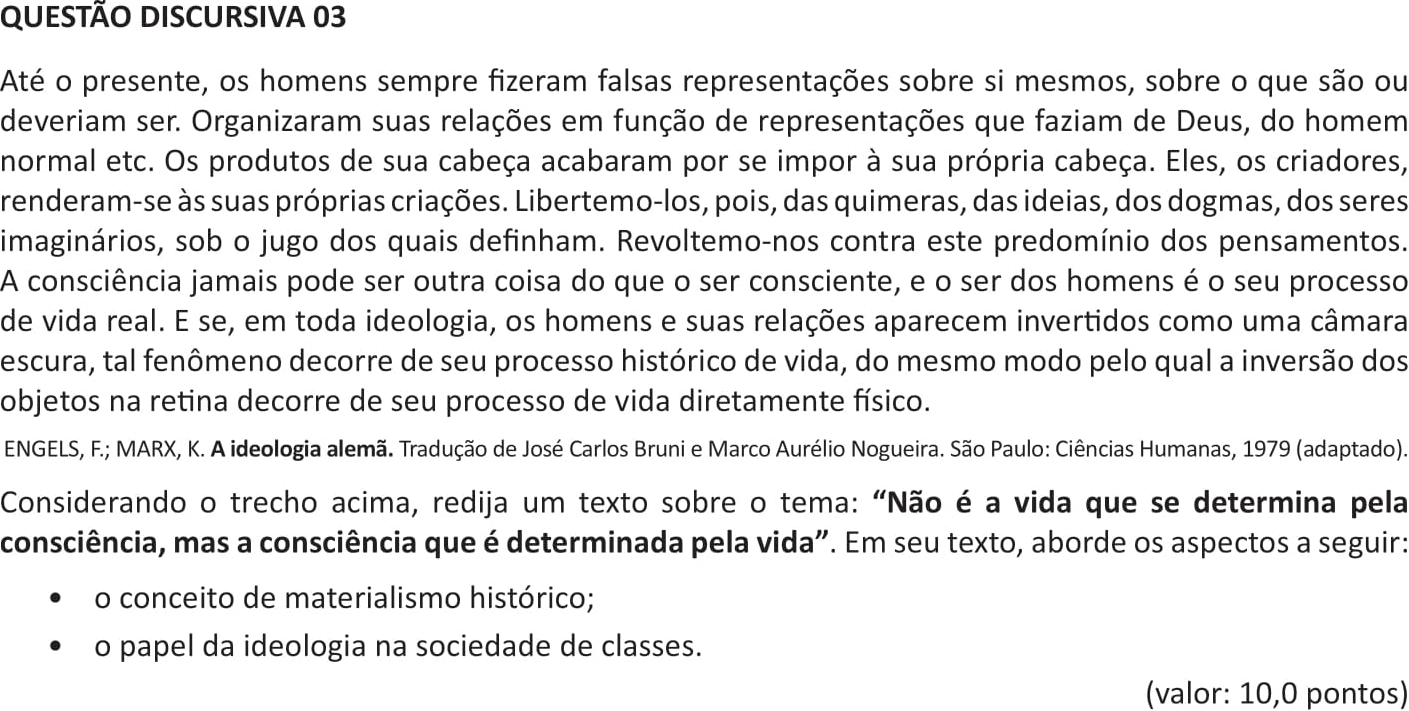 QUESTÃO DISCURSIVA 03
Até o presente, os homens sempre fizeram falsas representações sobre si mesmos, sobre o que são ou
deveriam ser. Organizaram suas relações em função de representações que faziam de Deus, do homem
normal etc. Os produtos de sua cabeça acabaram por se impor à sua própria cabeça. Eles, os criadores,
renderam-se às suas próprias criações. Libertemo-los, pois, das quimeras, das ideias, dos dogmas, dos seres
imaginários, sob o jugo dos quais definham. Revoltemo-nos contra este predomínio dos pensamentos.
A consciência jamais pode ser outra coisa do que o ser consciente, e o ser dos homens é o seu processo
de vida real. E se, em toda ideologia, os homens e suas relações aparecem invertidos como uma câmara
escura, tal fenômeno decorre de seu processo histórico de vida, do mesmo modo pelo qual a inversão dos
objetos na retina decorre de seu processo de vida diretamente físico.
ENGELS, F.; MARX, K. A ideologia alemã. Tradução de José Carlos Bruni e Marco Aurélio Nogueira. São Paulo: Ciências Humanas, 1979 (adaptado).
Considerando o trecho acima, redija um texto sobre o tema: “Não é a vida que se determina pela
consciência, mas a consciência que é determinada pela vida”. Em seu texto, aborde os aspectos a seguir:
• o conceito de materialismo histórico;
• o papel da ideologia na sociedade de classes.
(valor: 10,0 pontos)